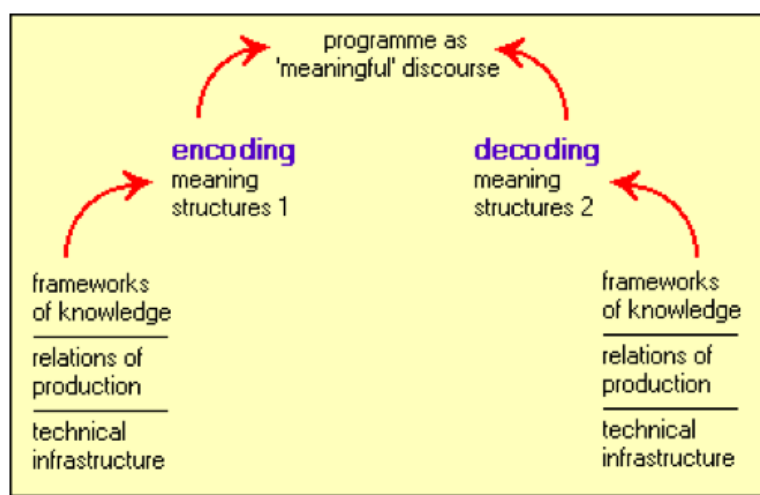 programme as
'meaningful' discourse
encoding
meaning
structures 1
decoding
meaning
structures 2
frameworks
of knowledge
relations of
production
technical
infrastructure
frameworks
of knowledge
relations of
production
technical
infrastructure